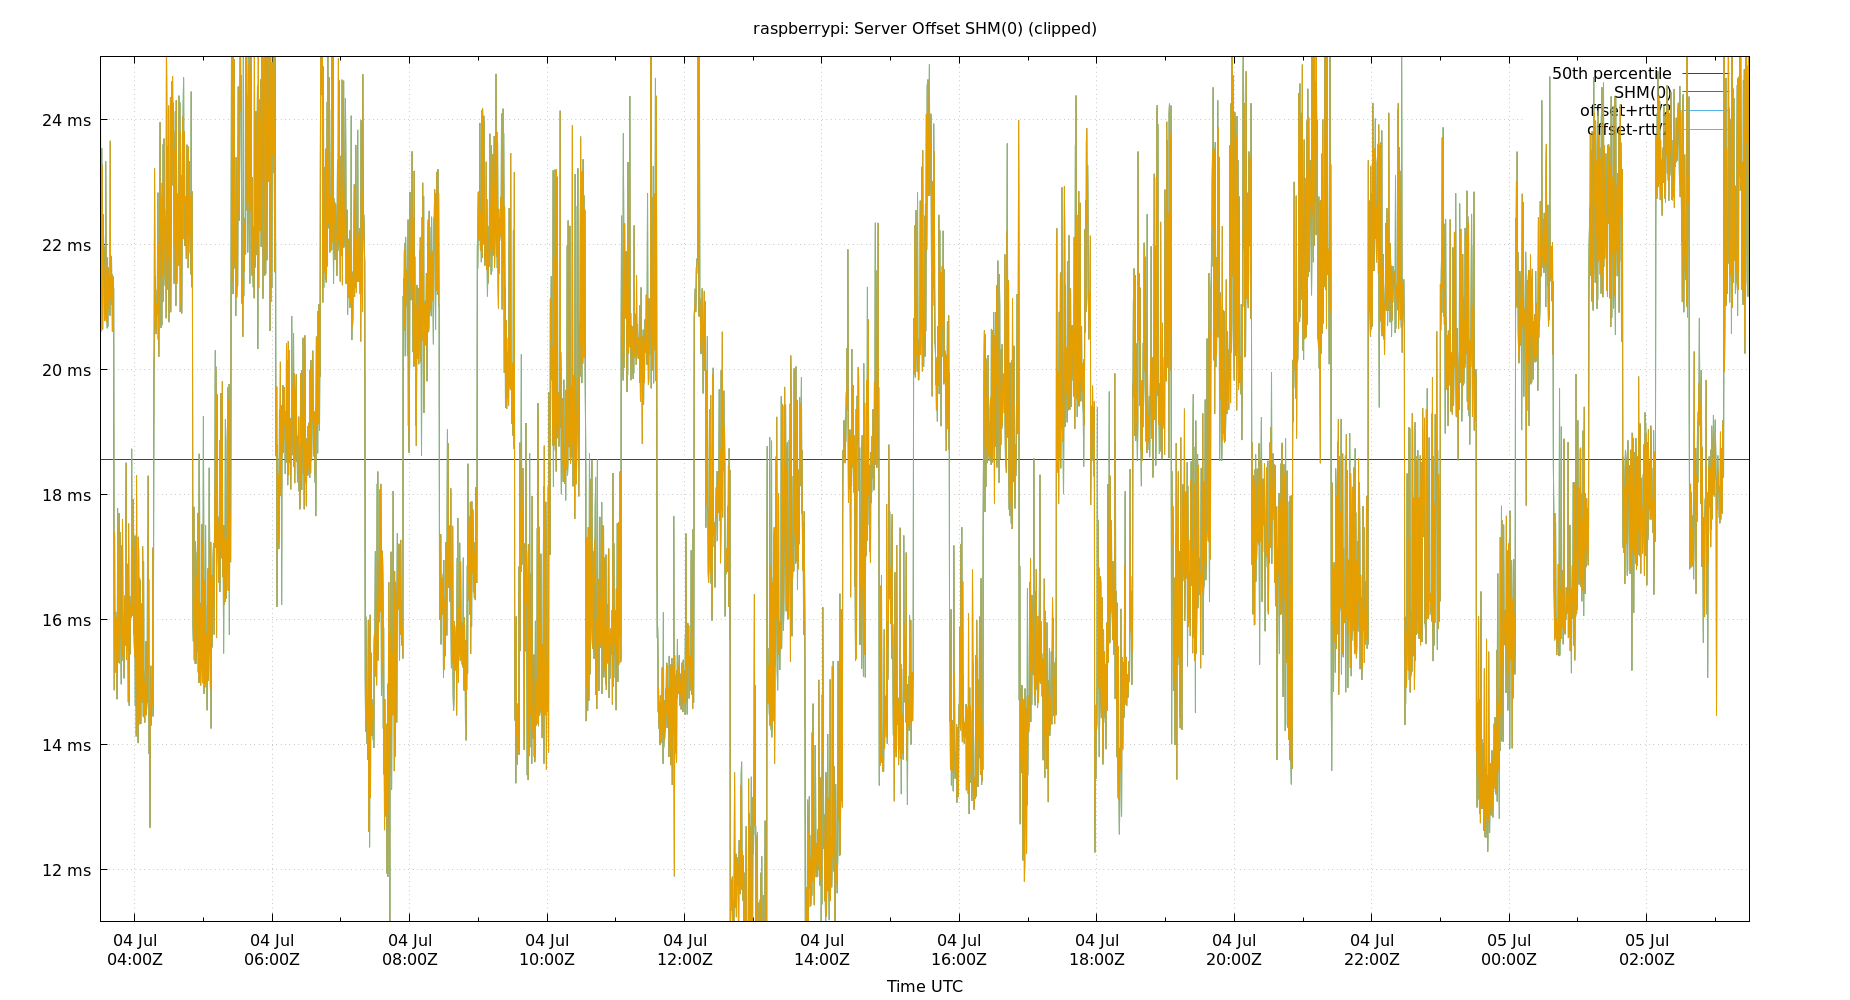 raspberrypi: Server Offset SHM(0) (clipped)
50th percentile
SHM(0)
offset+rtt/2
offset-rtt/2
24 ms
22 ms
20 ms
18 ms
16 ms
14 ms
12 ms
04 Jul 04 Jul 04 Jul 04 Jul 04 Jul 04 Jul 04 Jul 04 Jul 04 Jul 04 Jul 05 Jul 05 Jul
04:00Z 06:00Z 08:00Z 10:00Z 12:00Z 14:00Z 16:00Z 18:00Z 20:00Z 22:00Z 00:00Z 02:00Z
Time UTC